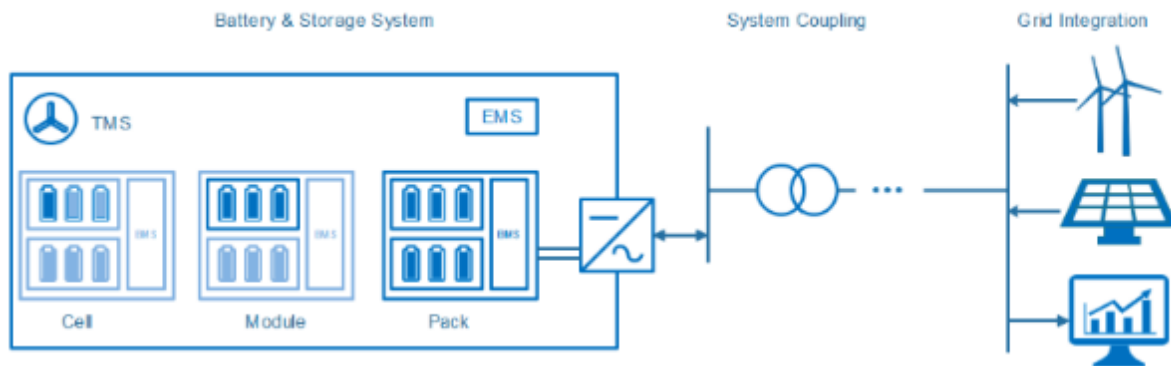 Battery & Storage System
System Coupling
Grid Integration
TMS
EMS
BMS
BMS
BMS
Cell
Module
Pack